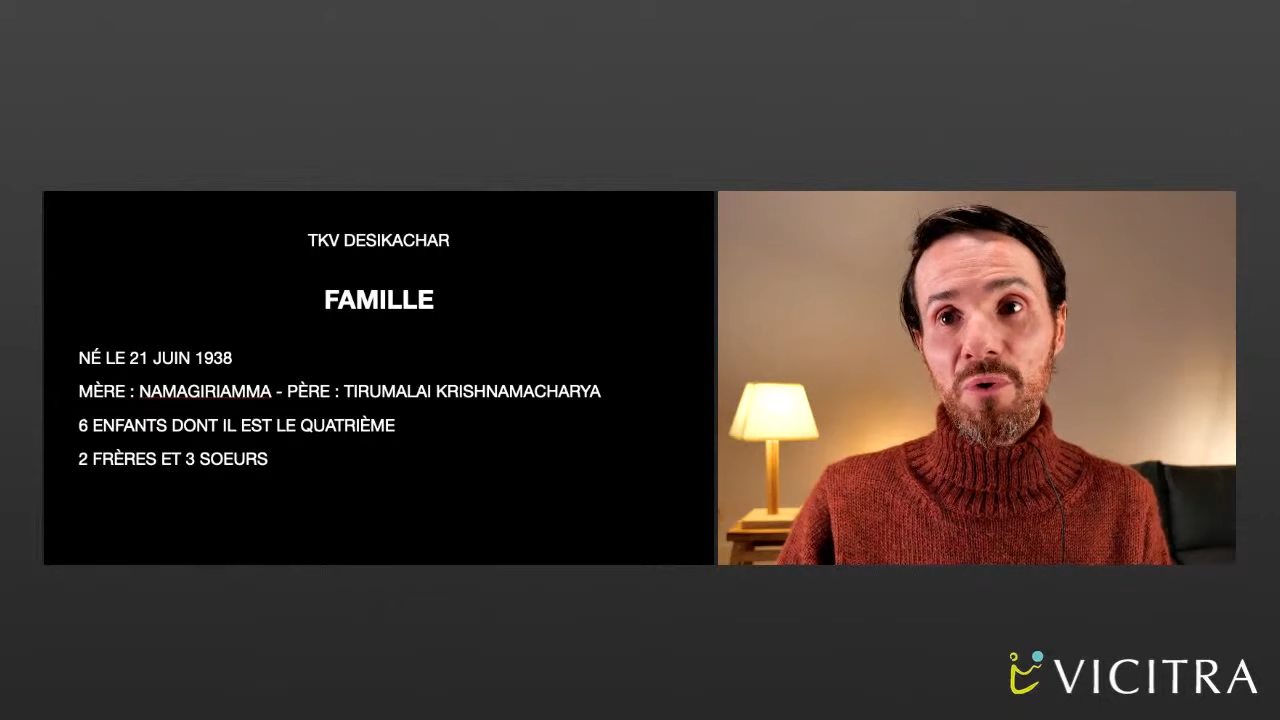 TKV DESIKACHAR
FAMILLE
NÉ LE 21 JUIN 1938
MÈRE : NAMAGIRIAMMA - PÈRE : TIRUMALAI KRISHNAMACHARYA
6 ENFANTS DONT IL EST LE QUATRIÈME
2 FRÈRES ET 3 SOEURS
VICITRA